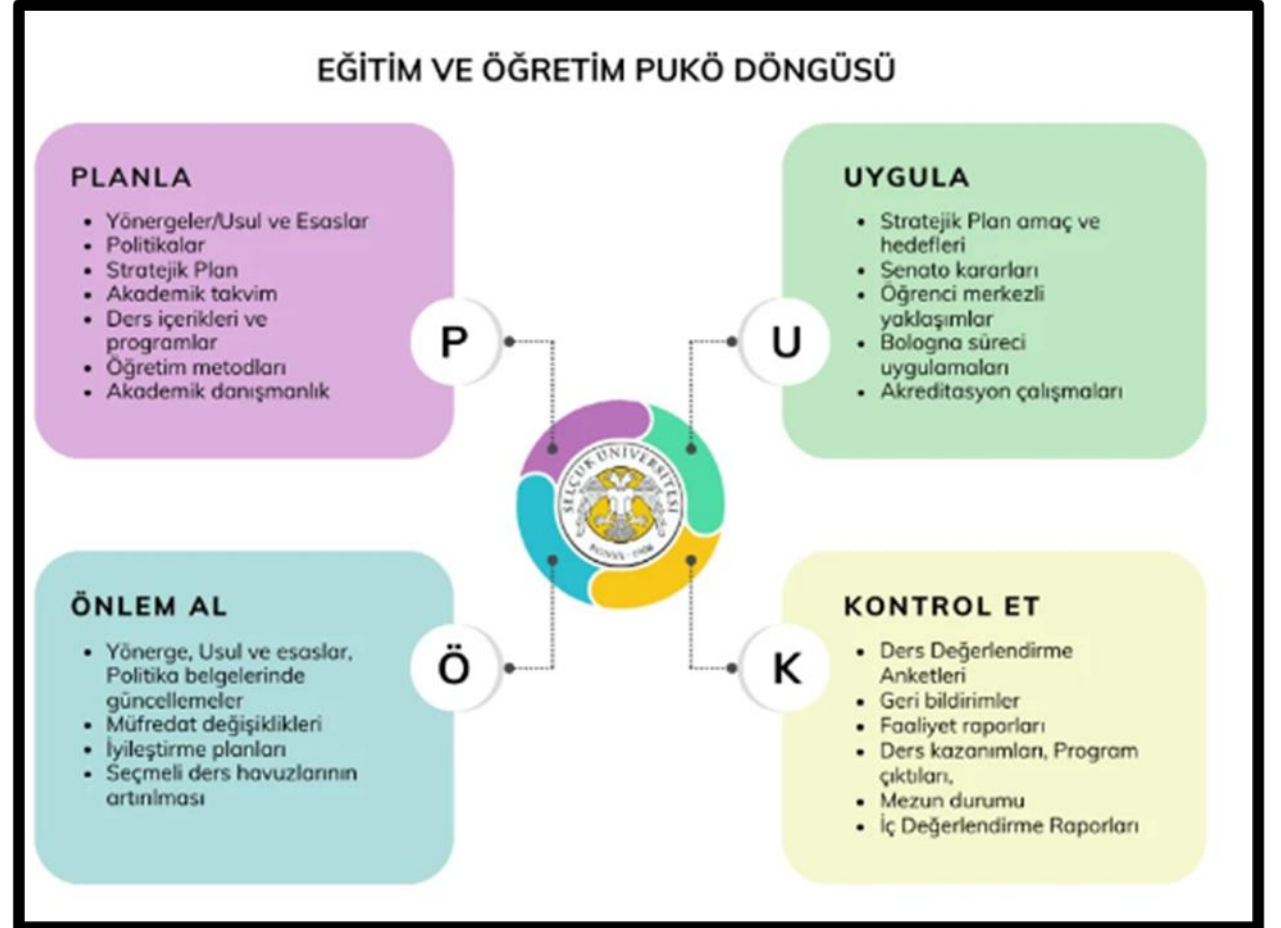 EĞİTİM VE ÖĞRETİM PUKÖ DÖNGÜSÜ
PLANLA
• Yönergeler/Usul ve Esaslar
• Politikalar
• Stratejik Plan
• Akademik takvim
• Ders içerikleri ve
programlar
• Öğretim metodları
• Akademik danışmanlık
P
UYGULA
• Stratejik Plan amaç ve
hedefleri
• Senato kararları
• Öğrenci merkezli
yaklaşımlar
• Bologna süreci
uygulamaları
• Akreditasyon çalışmaları
U
SELÇUK ÜNİVERSİTESİ
ÖNLEM AL
• Yönerge, Usul ve esaslar,
Politika belgelerinde
güncellemeler
• Müfredat değişiklikleri
• İyileştirme planları
• Seçmeli ders havuzlarının
artırılması
Ö
KONTROL ET
• Ders Değerlendirme
Anketleri
• Geri bildirimler
• Faaliyet raporları
• Ders kazanımları, Program
çıktıları,
• Mezun durumu
• İç Değerlendirme Raporları
K